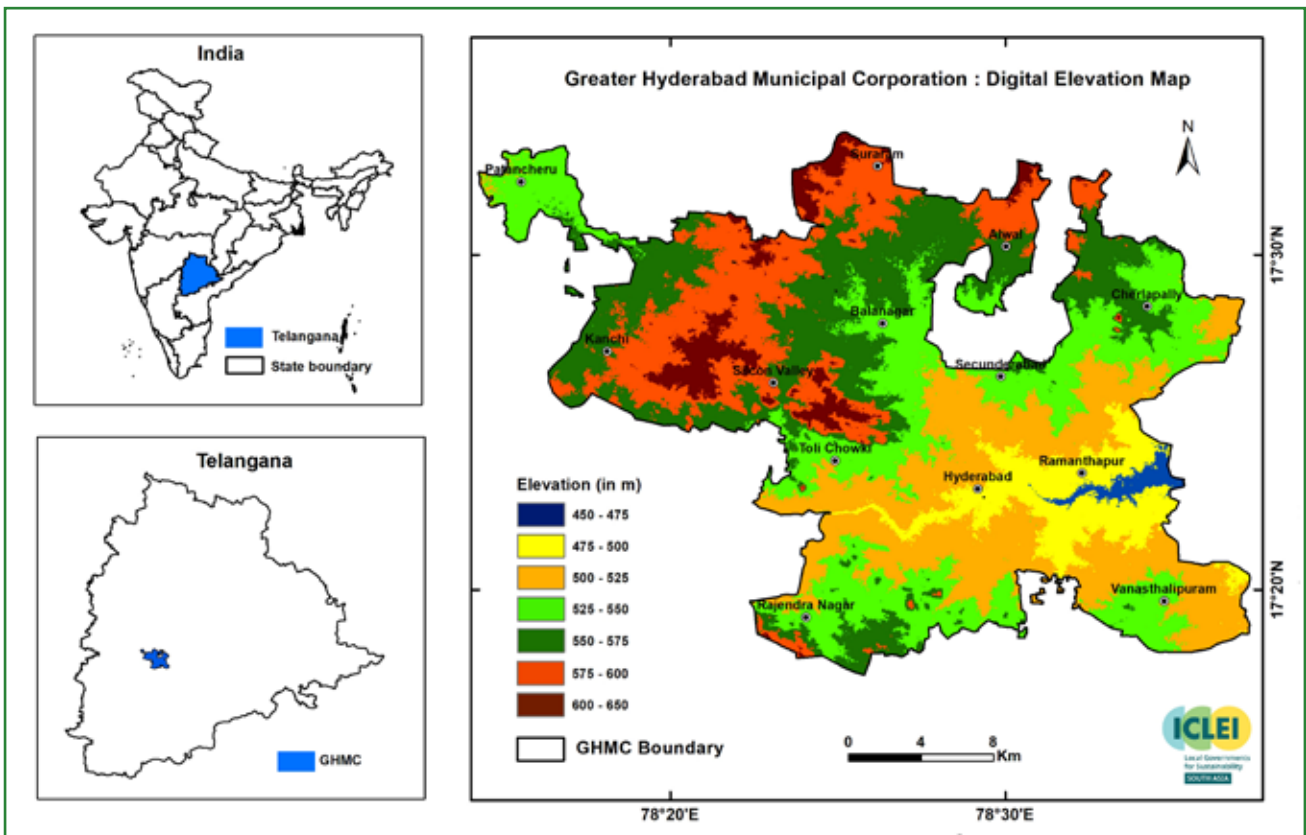 India
Telangana
State boundary
Telangana
GHMC
Greater Hyderabad Municipal Corporation : Digital Elevation Map
N
Patancheru
Suraram
Alwal
17°30'N
Cherlapally
Balanagar
Kanchi
Secunderabad
Silicon Valley
Toli Chowki
Ramanthapur
Hyderabad
Vanasthalipuram
17°20'N
Rajendra Nagar
Elevation (in m)
450 - 475
475 - 500
500 - 525
525 - 550
550 - 575
575 - 600
600 - 650
GHMC Boundary
0 4 8
Km
ICLEI
Local Governments
for Sustainability
SOUTH ASIA
78°20'E 78°30'E